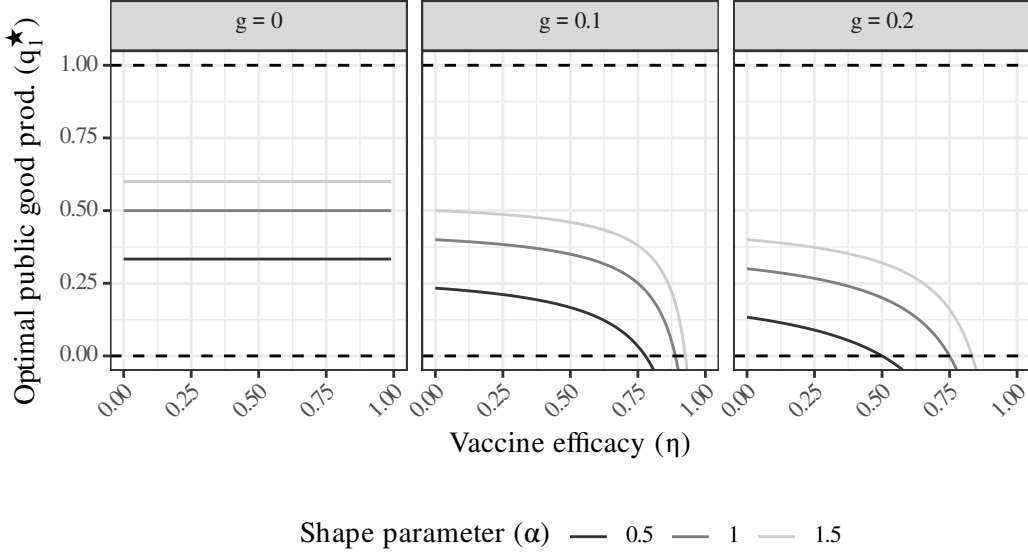 g = 0
g = 0.1
g = 0.2
Optimal public good prod. (q₁★)
1.00
0.75
0.50
0.25
0.00
0.00 0.25 0.50 0.75 1.00
0.00 0.25 0.50 0.75 1.00
0.00 0.25 0.50 0.75 1.00
Vaccine efficacy (η)
Shape parameter (α) 0.5 1 1.5